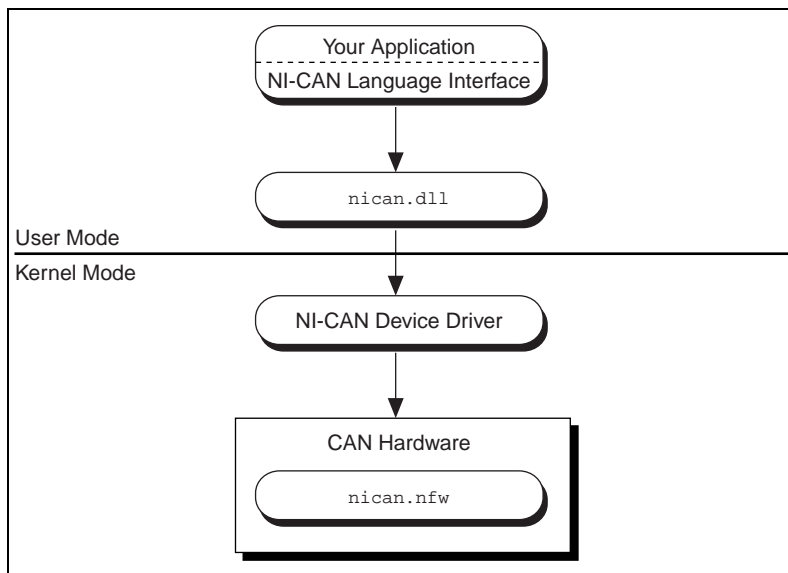 Your Application
NI-CAN Language Interface
nican.dll
User Mode
Kernel Mode
NI-CAN Device Driver
CAN Hardware
nican.nfw